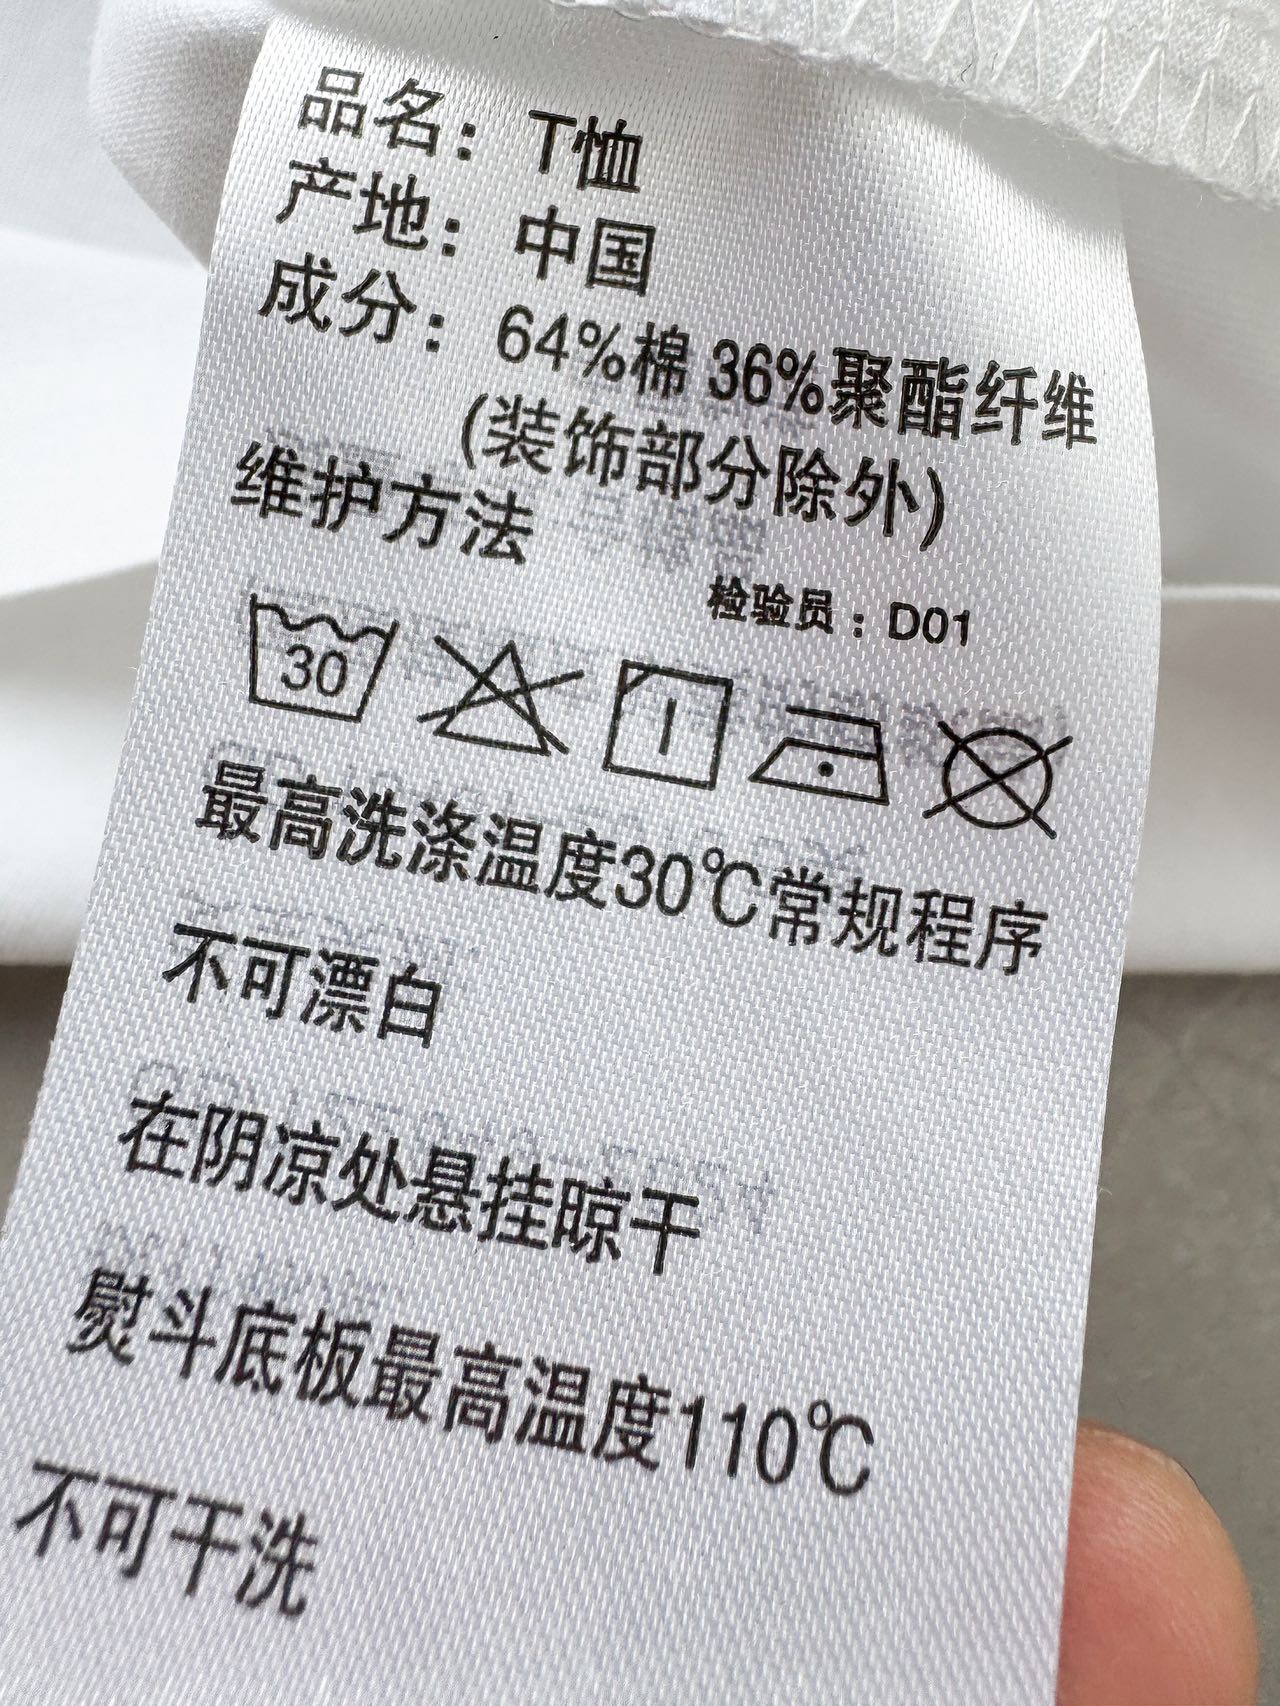 品名：T恤
产地：中国
成分：64%棉 36%聚酯纤维
(装饰部分除外)
维护方法
检验员：D01
30
最高洗涤温度30℃常规程序
不可漂白
在阴凉处悬挂晾干
熨斗底板最高温度110℃
不可干洗